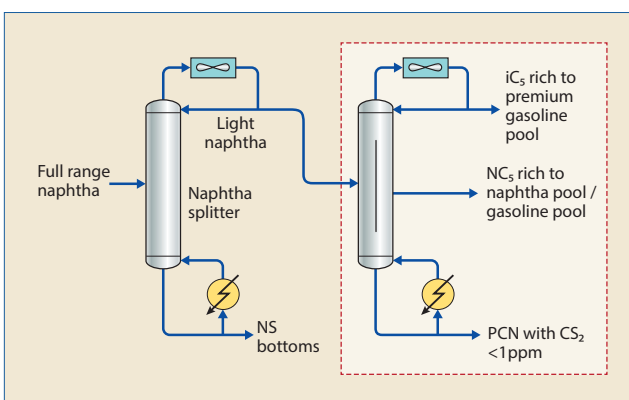 Full range
naphtha
Light
naphtha
Naphtha
splitter
NS
bottoms
iC₅ rich to
premium
gasoline
pool
NC₅ rich to
naphtha pool /
gasoline pool
PCN with CS₂
<1ppm